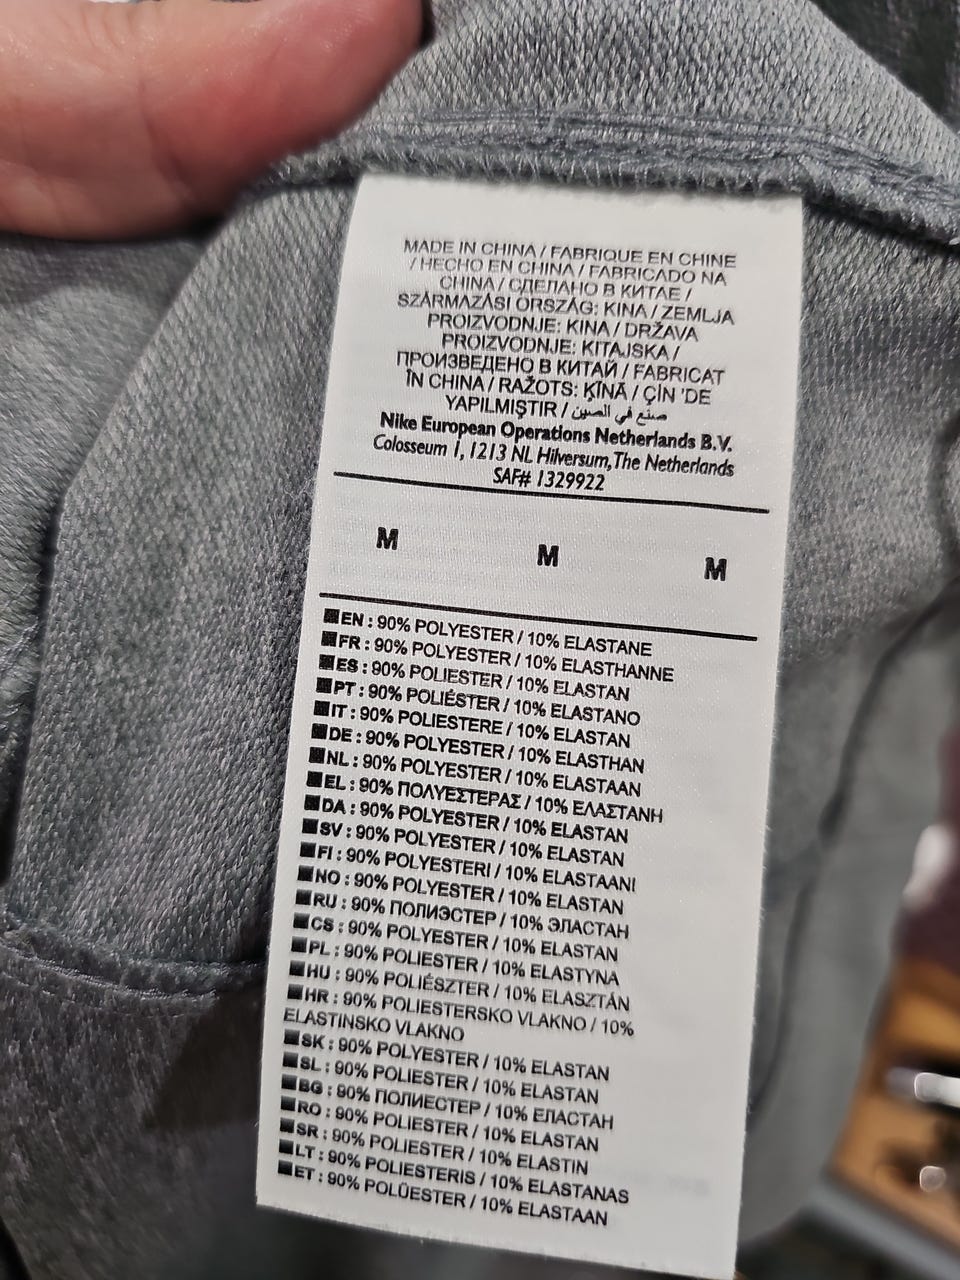 MADE IN CHINA / FABRIQUE EN CHINE
/ HECHO EN CHINA / FABRICADO NA
CHINA / СДЕЛАНО В КИТАЕ /
SZÁRMAZÁSI ORSZÁG: KÍNA / ZEMLJA
PROIZVODNJE: KINA / DRŽAVA
PROIZVODNJE: KITAJSKA /
ПРОИЗВЕДЕНО В КИТАЙ / FABRICAT
ÎN CHINA / RAŽOTS: ĶĪNĀ / ÇİN 'DE
YAPILMIŞTIR / صنع في الصين
Nike European Operations Netherlands B.V.
Colosseum 1, 1213 NL Hilversum, The Netherlands
SAF# 1329922
M M M
EN : 90% POLYESTER / 10% ELASTANE
FR : 90% POLYESTER / 10% ELASTHANNE
ES : 90% POLIESTER / 10% ELASTAN
PT : 90% POLIÉSTER / 10% ELASTANO
IT : 90% POLIESTERE / 10% ELASTAN
DE : 90% POLYESTER / 10% ELASTHAN
NL : 90% POLYESTER / 10% ELASTAAN
EL : 90% ΠΟΛΥΕΣΤΕΡΑΣ / 10% ΕΛΑΣΤΑΝΗ
DA : 90% POLYESTER / 10% ELASTAN
SV : 90% POLYESTER / 10% ELASTAN
FI : 90% POLYESTERI / 10% ELASTAANI
NO : 90% POLYESTER / 10% ELASTAN
RU : 90% ПОЛИЭСТЕР / 10% ЭЛАСТАН
CS : 90% POLYESTER / 10% ELASTAN
PL : 90% POLIESTER / 10% ELASTYNA
HU : 90% POLIÉSZTER / 10% ELASZTÁN
HR : 90% POLIESTERSKO VLAKNO / 10%
ELASTINSKO VLAKNO
SK : 90% POLYESTER / 10% ELASTAN
SL : 90% POLIESTER / 10% ELASTAN
BG : 90% ПОЛИЕСТЕР / 10% ЕЛАСТАН
RO : 90% POLIESTER / 10% ELASTAN
SR : 90% POLIESTER / 10% ELASTIN
LT : 90% POLIESTERIS / 10% ELASTANAS
ET : 90% POLÜESTER / 10% ELASTAAN